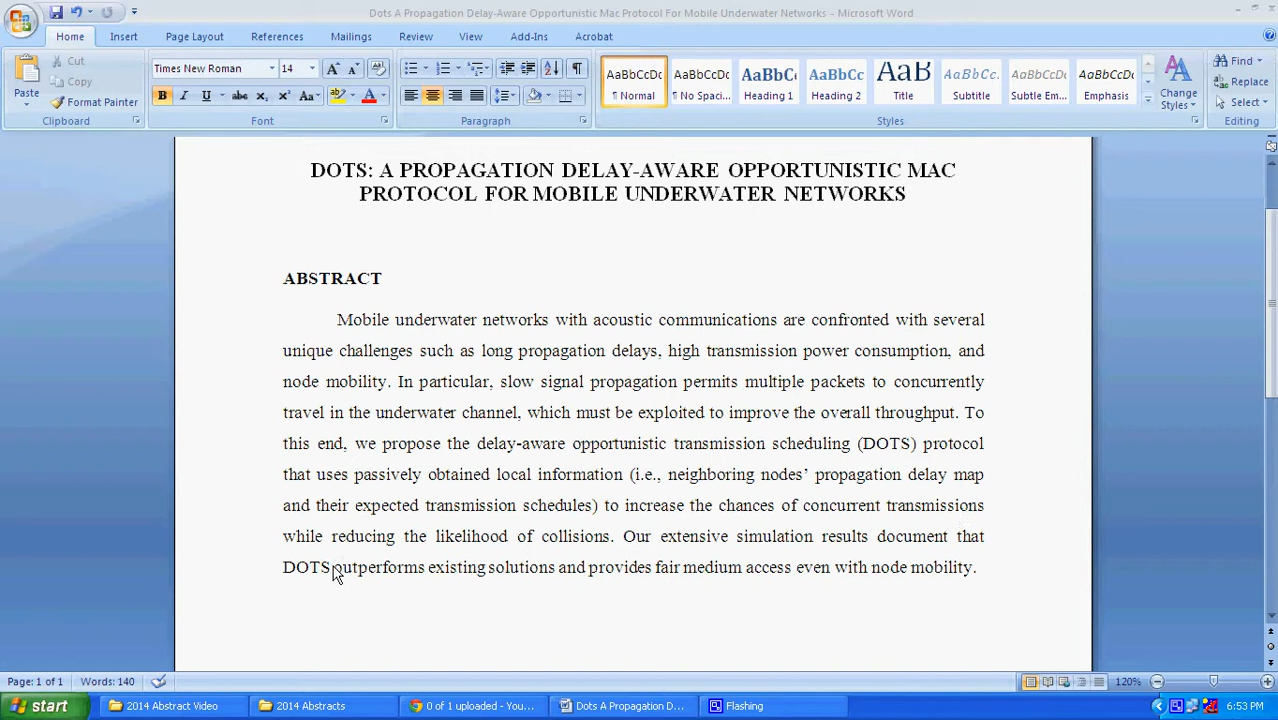 Dots A Propagation Delay-Aware Opportunistic Mac Protocol For Mobile Underwater Networks - Microsoft Word
Home Insert Page Layout References Mailings Review View Add-Ins Acrobat
Paste Cut Copy Format Painter
Clipboard
Times New Roman 14
B I U abc x₂ x² Aa A
Font
Paragraph
AaBbCcDc AaBbCcDc AaBbC AaBbCc AaB AaBbCc. AaBbCcDc AaBbCcDc
¶ Normal ¶ No Spaci... Heading 1 Heading 2 Title Subtitle Subtle Em... Emphasis
Change Styles
Styles
Find Replace Select
Editing
DOTS: A PROPAGATION DELAY-AWARE OPPORTUNISTIC MAC
PROTOCOL FOR MOBILE UNDERWATER NETWORKS
ABSTRACT
Mobile underwater networks with acoustic communications are confronted with several
unique challenges such as long propagation delays, high transmission power consumption, and
node mobility. In particular, slow signal propagation permits multiple packets to concurrently
travel in the underwater channel, which must be exploited to improve the overall throughput. To
this end, we propose the delay-aware opportunistic transmission scheduling (DOTS) protocol
that uses passively obtained local information (i.e., neighboring nodes’ propagation delay map
and their expected transmission schedules) to increase the chances of concurrent transmissions
while reducing the likelihood of collisions. Our extensive simulation results document that
DOTS outperforms existing solutions and provides fair medium access even with node mobility.
Page: 1 of 1 Words: 140 120%
start 2014 Abstract Video 2014 Abstracts 0 of 1 uploaded - You... Dots A Propagation D... Flashing 6:53 PM